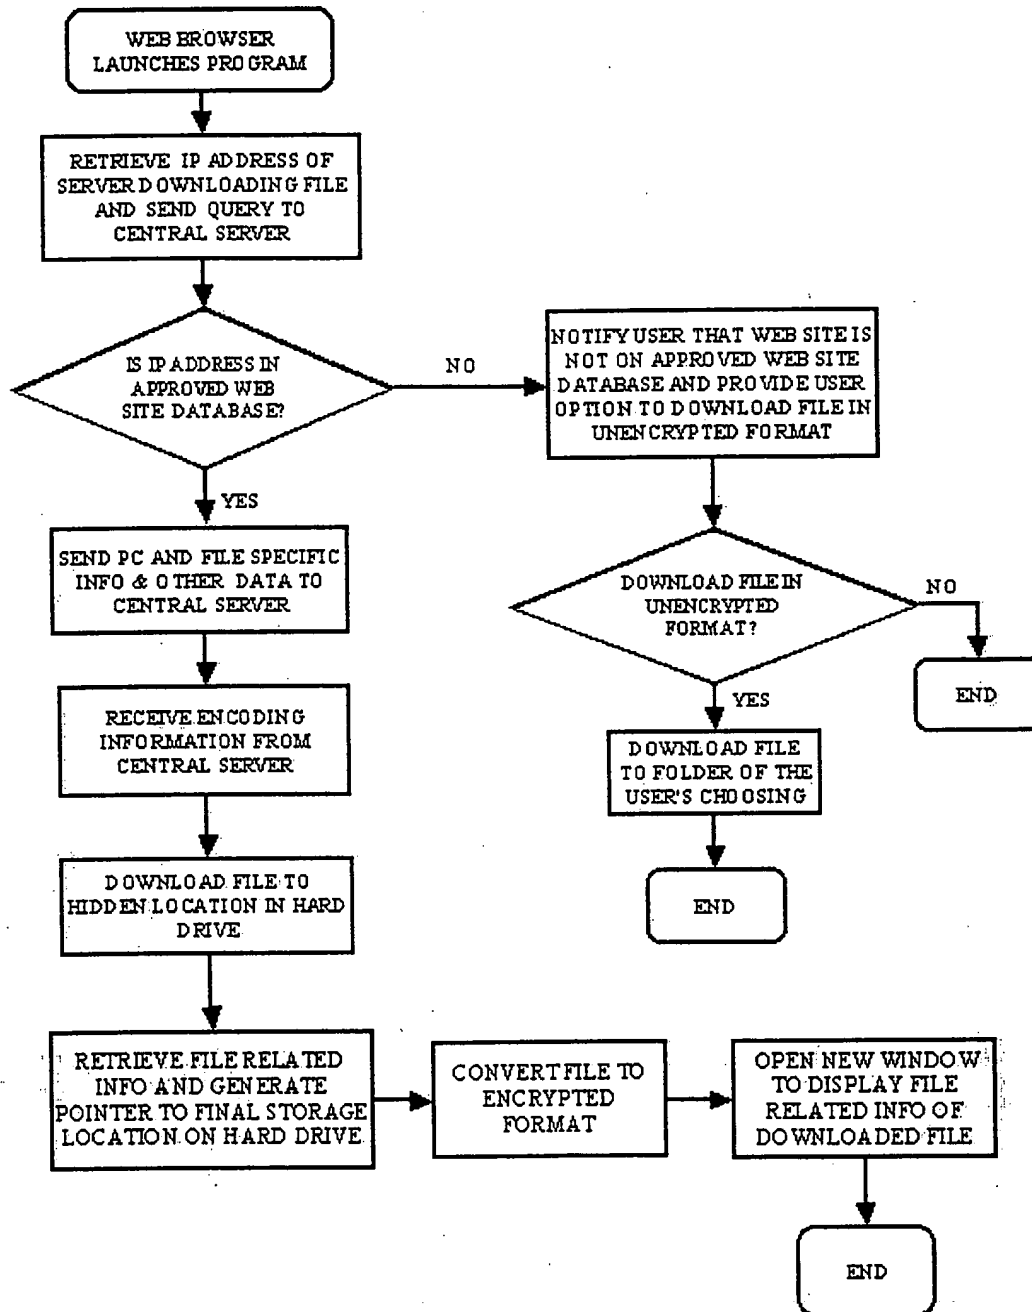 WEB BROWSER
LAUNCHES PROGRAM
RETRIEVE IP ADDRESS OF
SERVER DOWNLOADING FILE
AND SEND QUERY TO
CENTRAL SERVER
IS IP ADDRESS IN
APPROVED WEB
SITE DATABASE?
NO
NOTIFY USER THAT WEB SITE IS
NOT ON APPROVED WEB SITE
DATABASE AND PROVIDE USER
OPTION TO DOWNLOAD FILE IN
UNENCRYPTED FORMAT
YES
SEND PC AND FILE SPECIFIC
INFO & OTHER DATA TO
CENTRAL SERVER
DOWNLOAD FILE IN
UNENCRYPTED
FORMAT?
NO
END
YES
RECEIVE ENCODING
INFORMATION FROM
CENTRAL SERVER
DOWNLOAD FILE
TO FOLDER OF THE
USER'S CHOOSING
END
DOWNLOAD FILE TO
HIDDEN LOCATION IN HARD
DRIVE
RETRIEVE FILE RELATED
INFO AND GENERATE
POINTER TO FINAL STORAGE
LOCATION ON HARD DRIVE
CONVERT FILE TO
ENCRYPTED
FORMAT
OPEN NEW WINDOW
TO DISPLAY FILE
RELATED INFO OF
DOWNLOADED FILE
END